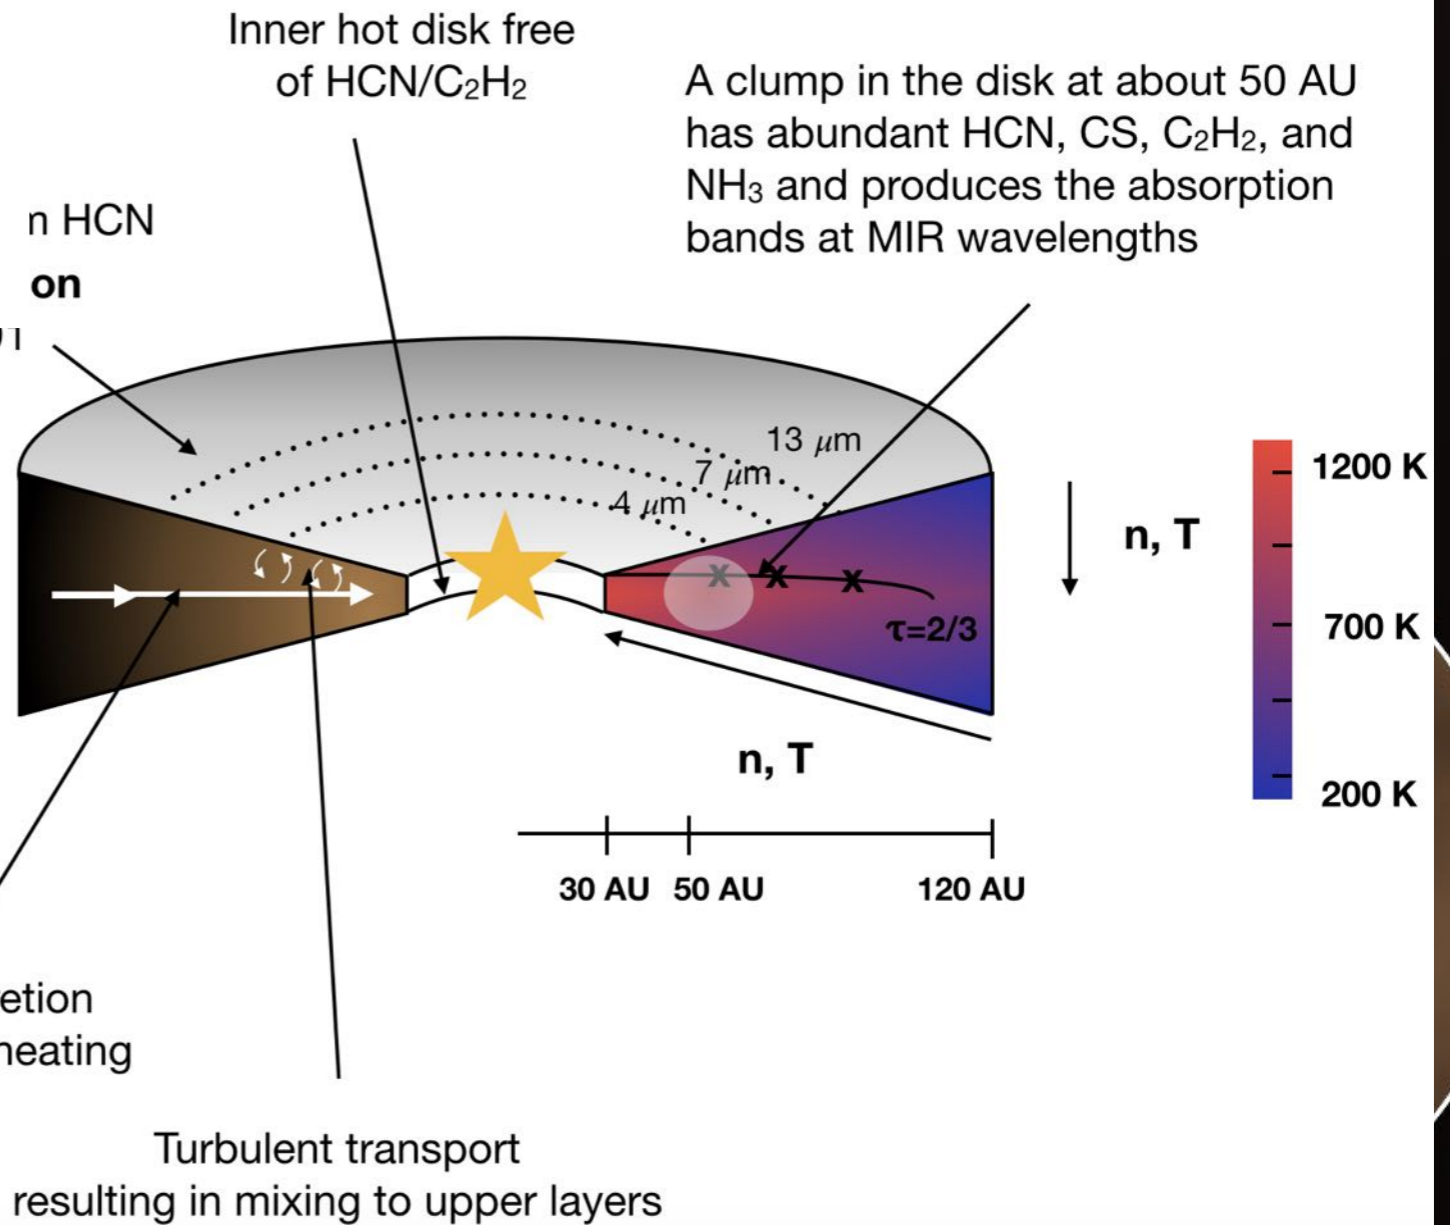 Inner hot disk free
of HCN/C₂H₂
A clump in the disk at about 50 AU
has abundant HCN, CS, C₂H₂, and
NH₃ and produces the absorption
bands at MIR wavelengths
n HCN
on
13 μm
7 μm
4 μm
x x x
τ=2/3
n, T
n, T
1200 K
700 K
200 K
30 AU 50 AU 120 AU
etion
heating
Turbulent transport
resulting in mixing to upper layers